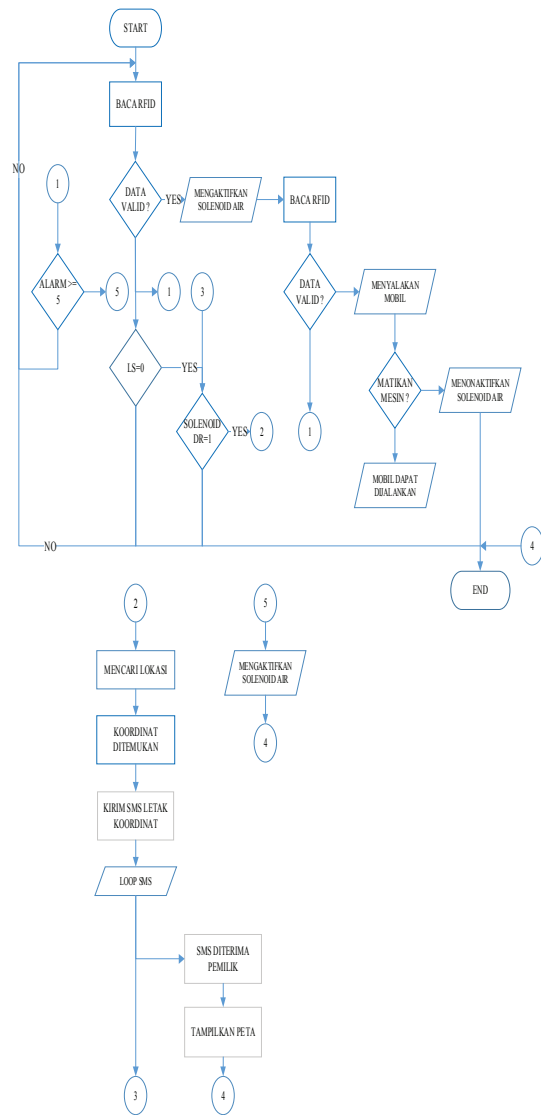 START
BACA RFID
NO
1
DATA
VALID ?
YES
MENGAKTIFKAN
SOLENOID AIR
BACA RFID
ALARM >=
5
5
1
3
DATA
VALID ?
MENYALAKAN
MOBIL
LS=0
YES
MATIKAN
MESIN ?
MENONAKTIFKAN
SOLENOID AIR
SOLENOID
DR=1
YES
2
1
MOBIL DAPAT
DIJALANKAN
NO
4
END
2
MENCARI LOKASI
KOORDINAT
DITEMUKAN
KIRIM SMS LETAK
KOORDINAT
LOOP SMS
5
MENGAKTIFKAN
SOLENOID AIR
4
SMS DITERIMA
PEMILIK
TAMPILKAN PETA
3
4